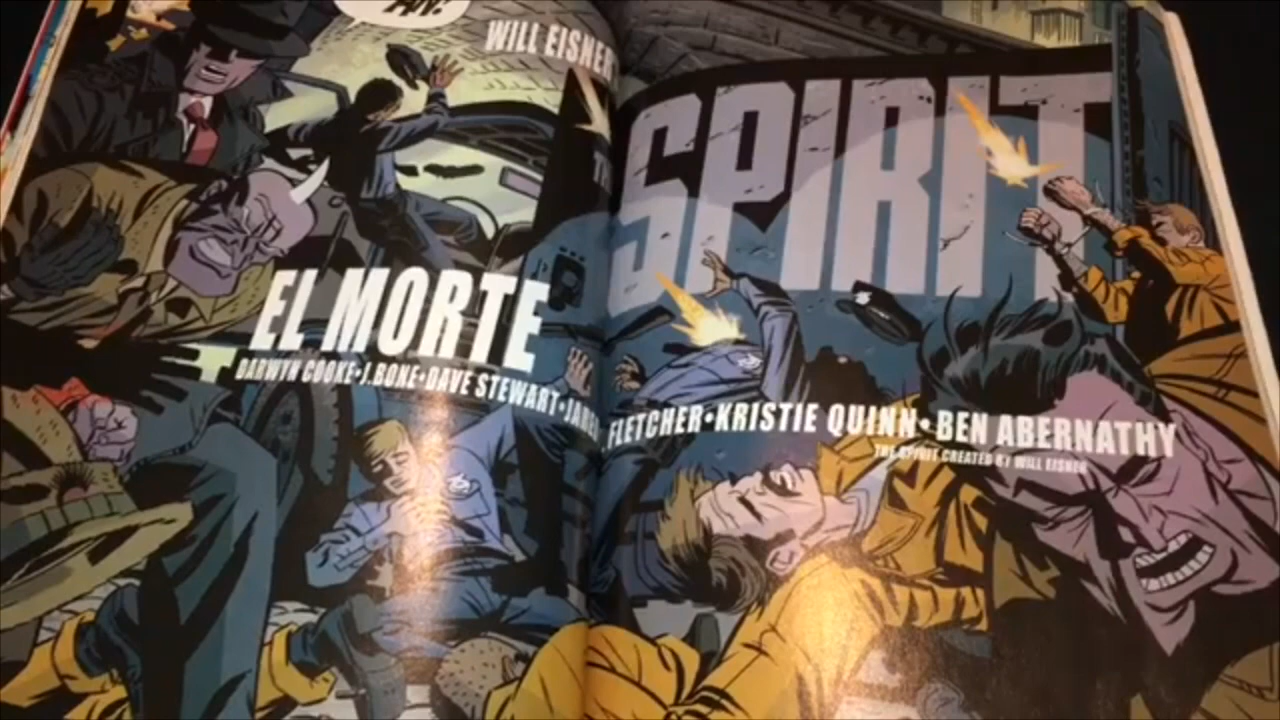 WILL EISNER'
SPIRIT
EL MORTE
DARWYN COOKE•J.BONE•DAVE STEWART•JARED FLETCHER•KRISTIE QUINN•BEN ABERNATHY
THE SPIRIT CREATED BY WILL EISNER